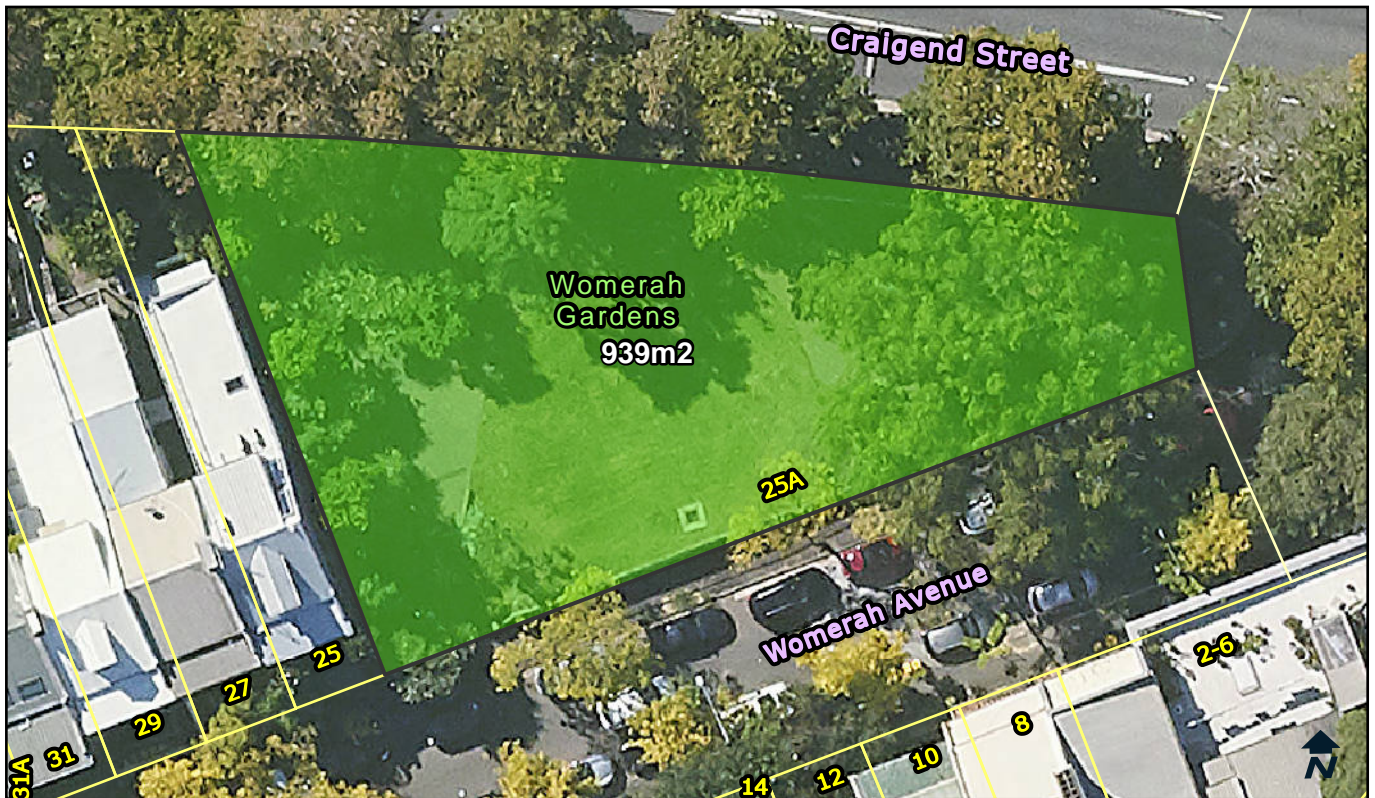 Craigend Street
Womerah
Gardens
939m2
25A
Womerah Avenue
25
27
29
31
31A
2-6
8
10
12
14
N